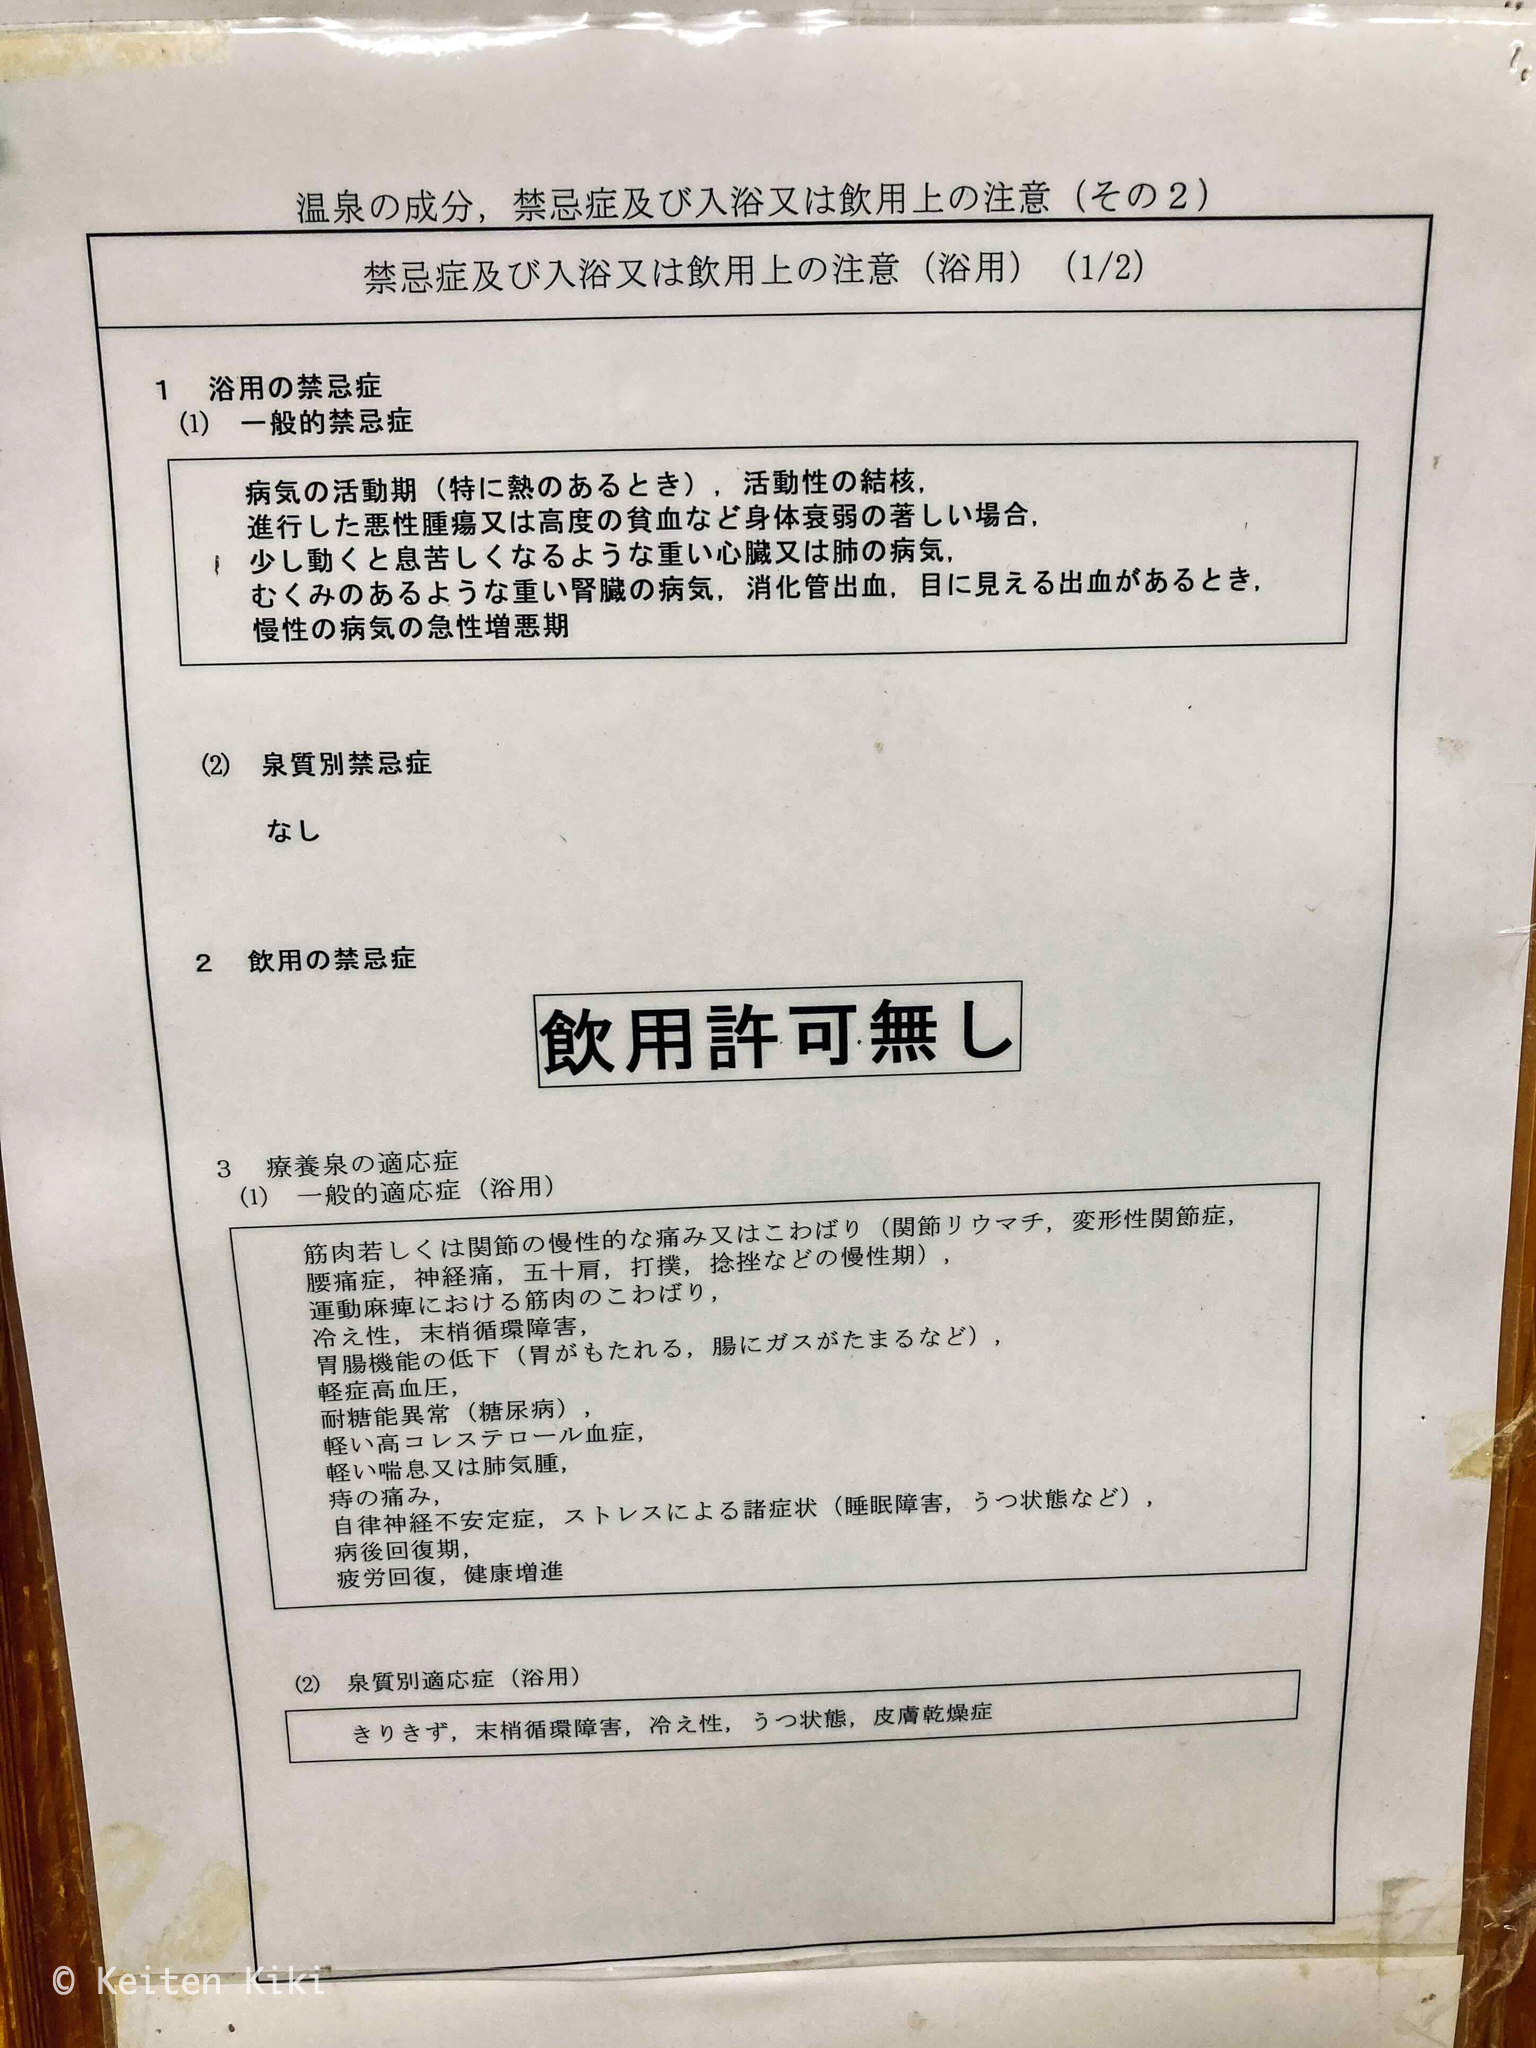 温泉の成分，禁忌症及び入浴又は飲用上の注意（その２）
禁忌症及び入浴又は飲用上の注意（浴用）（1/2）
１　浴用の禁忌症
⑴　一般的禁忌症
病気の活動期（特に熱のあるとき），活動性の結核，
進行した悪性腫瘍又は高度の貧血など身体衰弱の著しい場合，
少し動くと息苦しくなるような重い心臓又は肺の病気，
むくみのあるような重い腎臓の病気，消化管出血，目に見える出血があるとき，
慢性の病気の急性増悪期
⑵　泉質別禁忌症
なし
２　飲用の禁忌症
飲用許可無し
３　療養泉の適応症
⑴　一般的適応症（浴用）
筋肉若しくは関節の慢性的な痛み又はこわばり（関節リウマチ，変形性関節症，
腰痛症，神経痛，五十肩，打撲，捻挫などの慢性期），
運動麻痺における筋肉のこわばり，
冷え性，末梢循環障害，
胃腸機能の低下（胃がもたれる，腸にガスがたまるなど），
軽症高血圧，
耐糖能異常（糖尿病），
軽い高コレステロール血症，
軽い喘息又は肺気腫，
痔の痛み，
自律神経不安定症，ストレスによる諸症状（睡眠障害，うつ状態など），
病後回復期，
疲労回復，健康増進
⑵　泉質別適応症（浴用）
きりきず，末梢循環障害，冷え性，うつ状態，皮膚乾燥症
© Keiten Kiki